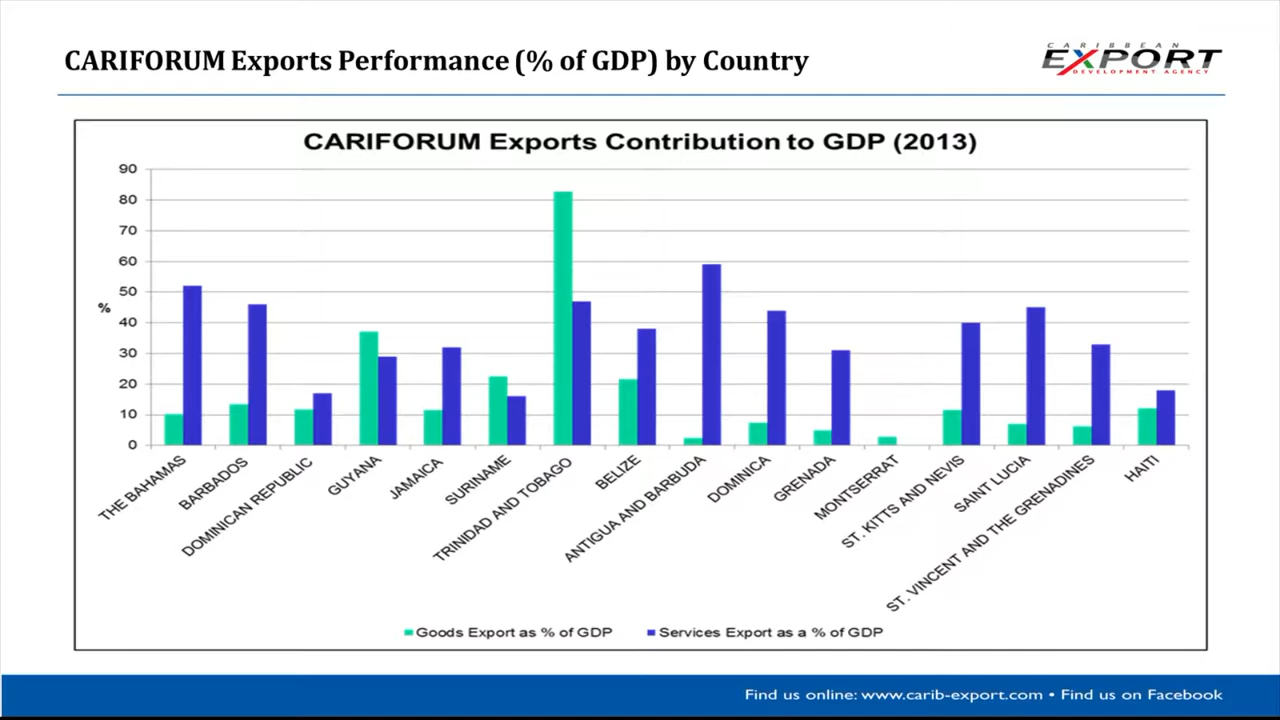 CARIFORUM Exports Performance (% of GDP) by Country
CARIBBEAN
EXPORT
DEVELOPMENT AGENCY
CARIFORUM Exports Contribution to GDP (2013)
90
80
70
60
50
%
40
30
20
10
0
THE BAHAMAS
BARBADOS
DOMINICAN REPUBLIC
GUYANA
JAMAICA
SURINAME
TRINIDAD AND TOBAGO
BELIZE
ANTIGUA AND BARBUDA
DOMINICA
GRENADA
MONTSERRAT
ST. KITTS AND NEVIS
SAINT LUCIA
ST. VINCENT AND THE GRENADINES
HAITI
Goods Export as % of GDP
Services Export as a % of GDP
Find us online: www.carib-export.com • Find us on Facebook